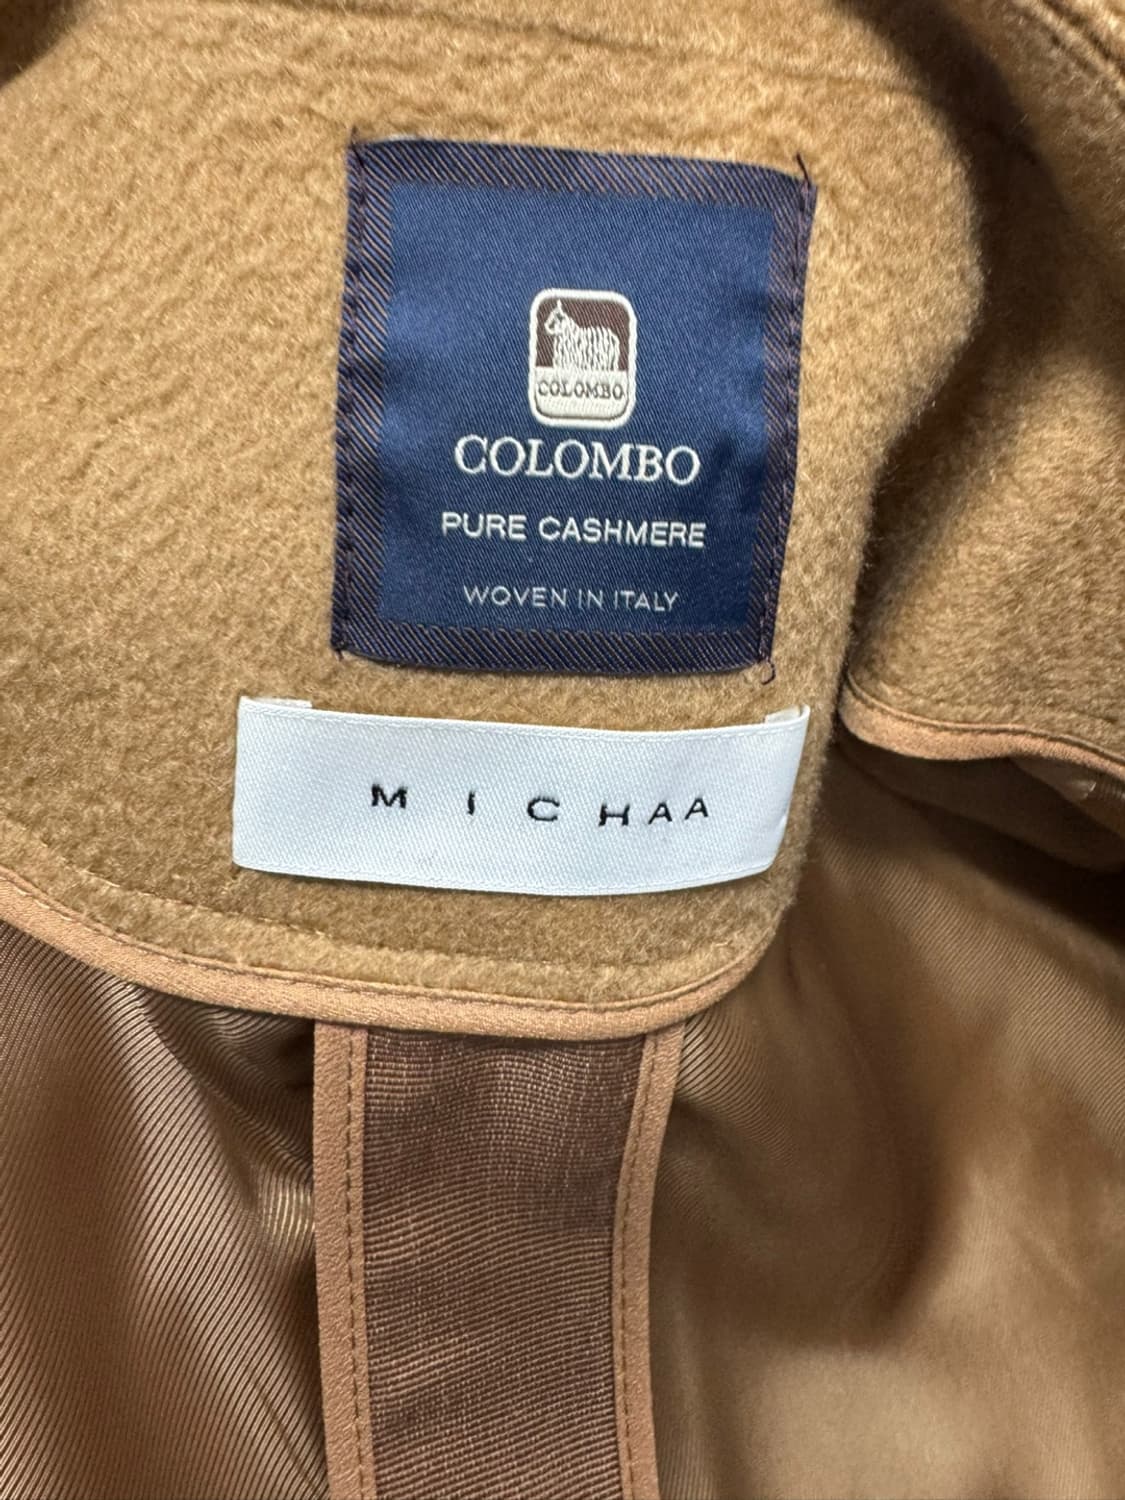 COLOMBO
COLOMBO
PURE CASHMERE
WOVEN IN ITALY
MICHAA